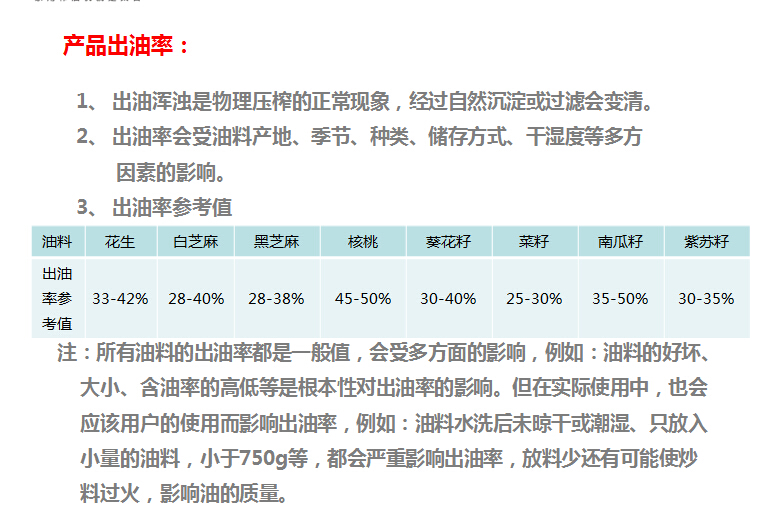 产品出油率：
1、 出油浑浊是物理压榨的正常现象，经过自然沉淀或过滤会变清。
2、 出油率会受油料产地、季节、种类、储存方式、干湿度等多方
因素的影响。
3、 出油率参考值
油料 花生 白芝麻 黑芝麻 核桃 葵花籽 菜籽 南瓜籽 紫苏籽
出油
率参 33-42% 28-40% 28-38% 45-50% 30-40% 25-30% 35-50% 30-35%
考值
注：所有油料的出油率都是一般值，会受多方面的影响，例如：油料的好坏、
大小、含油率的高低等是根本性对出油率的影响。但在实际使用中，也会
应该用户的使用而影响出油率，例如：油料水洗后未晾干或潮湿、只放入
小量的油料，小于750g等，都会严重影响出油率，放料少还有可能使炒
料过火，影响油的质量。